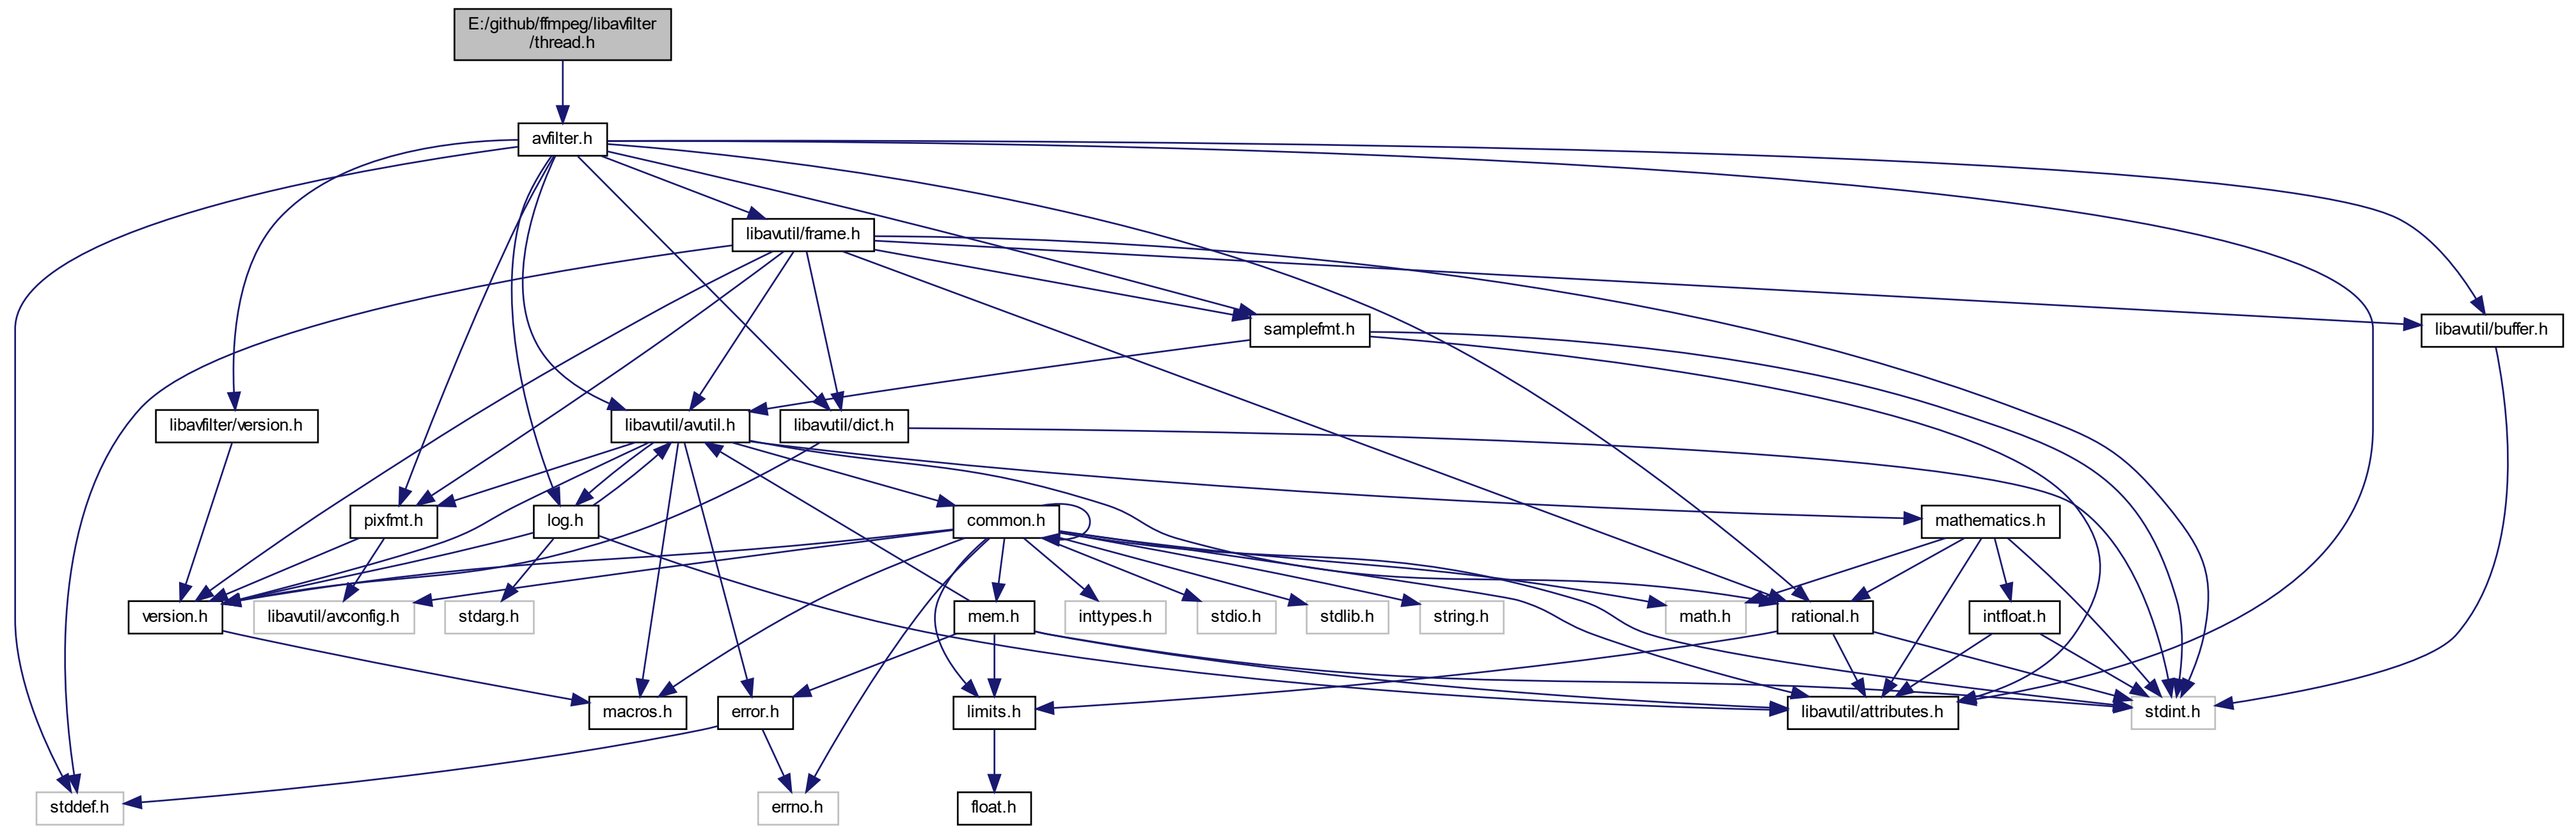 E:/github/ffmpeg/libavfilter
/thread.h
avfilter.h
libavutil/frame.h
samplefmt.h
libavutil/buffer.h
libavfilter/version.h
libavutil/avutil.h
libavutil/dict.h
pixfmt.h
log.h
common.h
mathematics.h
version.h
libavutil/avconfig.h
stdarg.h
mem.h
inttypes.h
stdio.h
stdlib.h
string.h
math.h
rational.h
intfloat.h
macros.h
error.h
limits.h
libavutil/attributes.h
stdint.h
stddef.h
errno.h
float.h